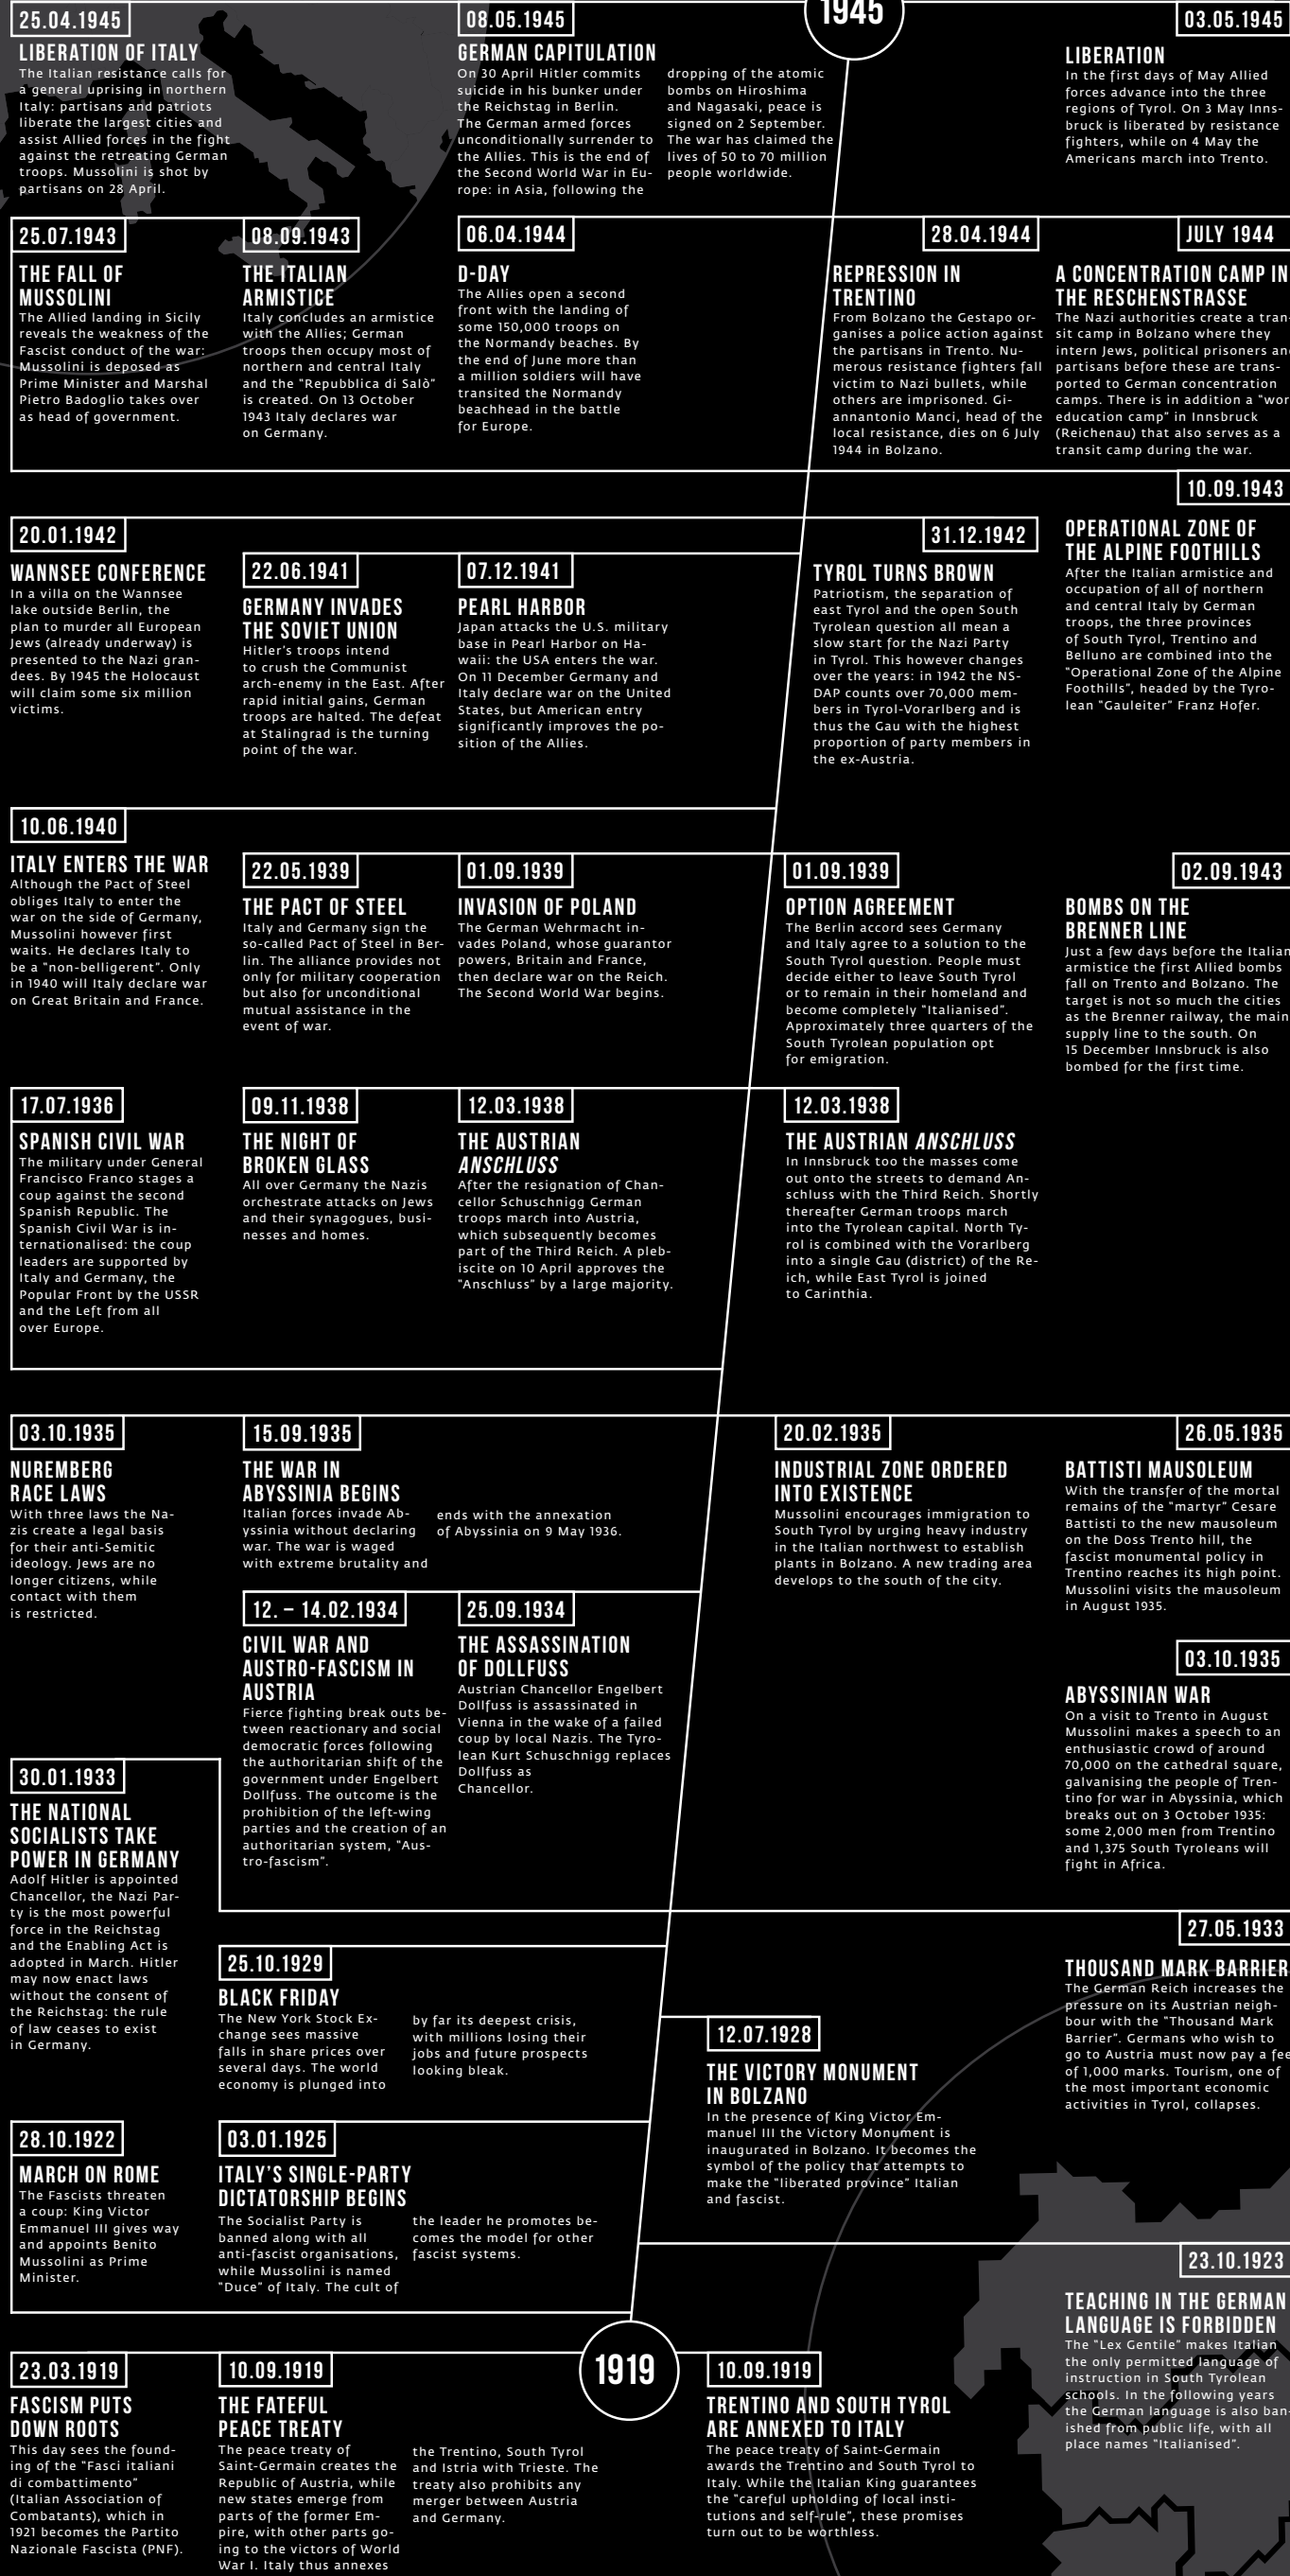 1945
25.04.1945
LIBERATION OF ITALY
The Italian resistance calls for
a general uprising in northern
Italy: partisans and patriots
liberate the largest cities and
assist Allied forces in the fight
against the retreating German
troops. Mussolini is shot by
partisans on 28 April.
08.05.1945
GERMAN CAPITULATION
On 30 April Hitler commits
suicide in his bunker under
the Reichstag in Berlin.
The German armed forces
unconditionally surrender to
the Allies. This is the end of
the Second World War in Eu-
rope: in Asia, following the
dropping of the atomic
bombs on Hiroshima
and Nagasaki, peace is
signed on 2 September.
The war has claimed the
lives of 50 to 70 million
people worldwide.
03.05.1945
LIBERATION
In the first days of May Allied
forces advance into the three
regions of Tyrol. On 3 May Inns-
bruck is liberated by resistance
fighters, while on 4 May the
Americans march into Trento.
25.07.1943
THE FALL OF
MUSSOLINI
The Allied landing in Sicily
reveals the weakness of the
Fascist conduct of the war:
Mussolini is deposed as
Prime Minister and Marshal
Pietro Badoglio takes over
as head of government.
08.09.1943
THE ITALIAN
ARMISTICE
Italy concludes an armistice
with the Allies; German
troops then occupy most of
northern and central Italy
and the "Repubblica di Salò"
is created. On 13 October
1943 Italy declares war
on Germany.
06.04.1944
D-DAY
The Allies open a second
front with the landing of
some 150,000 troops on
the Normandy beaches. By
the end of June more than
a million soldiers will have
transited the Normandy
beachhead in the battle
for Europe.
28.04.1944
REPRESSION IN
TRENTINO
From Bolzano the Gestapo or-
ganises a police action against
the partisans in Trento. Nu-
merous resistance fighters fall
victim to Nazi bullets, while
others are imprisoned. Gi-
annantonio Manci, head of the
local resistance, dies on 6 July
1944 in Bolzano.
JULY 1944
A CONCENTRATION CAMP IN
THE RESCHENSTRASSE
The Nazi authorities create a tran-
sit camp in Bolzano where they
intern Jews, political prisoners and
partisans before these are trans-
ported to German concentration
camps. There is in addition a "wor
education camp" in Innsbruck
(Reichenau) that also serves as a
transit camp during the war.
10.09.1943
OPERATIONAL ZONE OF
THE ALPINE FOOTHILLS
After the Italian armistice and
occupation of all of northern
and central Italy by German
troops, the three provinces
of South Tyrol, Trentino and
Belluno are combined into the
"Operational Zone of the Alpine
Foothills", headed by the Tyro-
lean "Gauleiter" Franz Hofer.
20.01.1942
WANNSEE CONFERENCE
In a villa on the Wannsee
lake outside Berlin, the
plan to murder all European
Jews (already underway) is
presented to the Nazi gran-
dees. By 1945 the Holocaust
will claim some six million
victims.
22.06.1941
GERMANY INVADES
THE SOVIET UNION
Hitler's troops intend
to crush the Communist
arch-enemy in the East. After
rapid initial gains, German
troops are halted. The defeat
at Stalingrad is the turning
point of the war.
07.12.1941
PEARL HARBOR
Japan attacks the U.S. military
base in Pearl Harbor on Ha-
waii: the USA enters the war.
On 11 December Germany and
Italy declare war on the United
States, but American entry
significantly improves the po-
sition of the Allies.
31.12.1942
TYROL TURNS BROWN
Patriotism, the separation of
east Tyrol and the open South
Tyrolean question all mean a
slow start for the Nazi Party
in Tyrol. This however changes
over the years: in 1942 the NS-
DAP counts over 70,000 mem-
bers in Tyrol-Vorarlberg and is
thus the Gau with the highest
proportion of party members in
the ex-Austria.
10.06.1940
ITALY ENTERS THE WAR
Although the Pact of Steel
obliges Italy to enter the
war on the side of Germany,
Mussolini however first
waits. He declares Italy to
be a "non-belligerent". Only
in 1940 will Italy declare war
on Great Britain and France.
22.05.1939
THE PACT OF STEEL
Italy and Germany sign the
so-called Pact of Steel in Ber-
lin. The alliance provides not
only for military cooperation
but also for unconditional
mutual assistance in the
event of war.
01.09.1939
INVASION OF POLAND
The German Wehrmacht in-
vades Poland, whose guarantor
powers, Britain and France,
then declare war on the Reich.
The Second World War begins.
01.09.1939
OPTION AGREEMENT
The Berlin accord sees Germany
and Italy agree to a solution to the
South Tyrol question. People must
decide either to leave South Tyrol
or to remain in their homeland and
become completely "Italianised".
Approximately three quarters of the
South Tyrolean population opt
for emigration.
02.09.1943
BOMBS ON THE
BRENNER LINE
Just a few days before the Italian
armistice the first Allied bombs
fall on Trento and Bolzano. The
target is not so much the cities
as the Brenner railway, the main
supply line to the south. On
15 December Innsbruck is also
bombed for the first time.
17.07.1936
SPANISH CIVIL WAR
The military under General
Francisco Franco stages a
coup against the second
Spanish Republic. The
Spanish Civil War is in-
ternationalised: the coup
leaders are supported by
Italy and Germany, the
Popular Front by the USSR
and the Left from all
over Europe.
09.11.1938
THE NIGHT OF
BROKEN GLASS
All over Germany the Nazis
orchestrate attacks on Jews
and their synagogues, busi-
nesses and homes.
12.03.1938
THE AUSTRIAN
ANSCHLUSS
After the resignation of Chan-
cellor Schuschnigg German
troops march into Austria,
which subsequently becomes
part of the Third Reich. A pleb-
iscite on 10 April approves the
"Anschluss" by a large majority.
12.03.1938
THE AUSTRIAN ANSCHLUSS
In Innsbruck too the masses come
out onto the streets to demand An-
schluss with the Third Reich. Shortly
thereafter German troops march
into the Tyrolean capital. North Ty-
rol is combined with the Vorarlberg
into a single Gau (district) of the Re-
ich, while East Tyrol is joined
to Carinthia.
03.10.1935
NUREMBERG
RACE LAWS
With three laws the Na-
zis create a legal basis
for their anti-Semitic
ideology. Jews are no
longer citizens, while
contact with them
is restricted.
15.09.1935
THE WAR IN
ABYSSINIA BEGINS
Italian forces invade Ab-
yssinia without declaring
war. The war is waged
with extreme brutality and
ends with the annexation
of Abyssinia on 9 May 1936.
20.02.1935
INDUSTRIAL ZONE ORDERED
INTO EXISTENCE
Mussolini encourages immigration to
South Tyrol by urging heavy industry
in the Italian northwest to establish
plants in Bolzano. A new trading area
develops to the south of the city.
26.05.1935
BATTISTI MAUSOLEUM
With the transfer of the mortal
remains of the "martyr" Cesare
Battisti to the new mausoleum
on the Doss Trento hill, the
fascist monumental policy in
Trentino reaches its high point.
Mussolini visits the mausoleum
in August 1935.
12. – 14.02.1934
CIVIL WAR AND
AUSTRO-FASCISM IN
AUSTRIA
Fierce fighting break outs be-
tween reactionary and social
democratic forces following
the authoritarian shift of the
government under Engelbert
Dollfuss. The outcome is the
prohibition of the left-wing
parties and the creation of an
authoritarian system, "Aus-
tro-fascism".
25.09.1934
THE ASSASSINATION
OF DOLLFUSS
Austrian Chancellor Engelbert
Dollfuss is assassinated in
Vienna in the wake of a failed
coup by local Nazis. The Tyro-
lean Kurt Schuschnigg replaces
Dollfuss as
Chancellor.
03.10.1935
ABYSSINIAN WAR
On a visit to Trento in August
Mussolini makes a speech to an
enthusiastic crowd of around
70,000 on the cathedral square,
galvanising the people of Tren-
tino for war in Abyssinia, which
breaks out on 3 October 1935:
some 2,000 men from Trentino
and 1,375 South Tyroleans will
fight in Africa.
30.01.1933
THE NATIONAL
SOCIALISTS TAKE
POWER IN GERMANY
Adolf Hitler is appointed
Chancellor, the Nazi Par-
ty is the most powerful
force in the Reichstag
and the Enabling Act is
adopted in March. Hitler
may now enact laws
without the consent of
the Reichstag: the rule
of law ceases to exist
in Germany.
25.10.1929
BLACK FRIDAY
The New York Stock Ex-
change sees massive
falls in share prices over
several days. The world
economy is plunged into
by far its deepest crisis,
with millions losing their
jobs and future prospects
looking bleak.
27.05.1933
THOUSAND MARK BARRIER
The German Reich increases the
pressure on its Austrian neigh-
bour with the "Thousand Mark
Barrier". Germans who wish to
go to Austria must now pay a fee
of 1,000 marks. Tourism, one of
the most important economic
activities in Tyrol, collapses.
12.07.1928
THE VICTORY MONUMENT
IN BOLZANO
In the presence of King Victor Em-
manuel III the Victory Monument is
inaugurated in Bolzano. It becomes the
symbol of the policy that attempts to
make the "liberated province" Italian
and fascist.
28.10.1922
MARCH ON ROME
The Fascists threaten
a coup: King Victor
Emmanuel III gives way
and appoints Benito
Mussolini as Prime
Minister.
03.01.1925
ITALY'S SINGLE-PARTY
DICTATORSHIP BEGINS
The Socialist Party is
banned along with all
anti-fascist organisations,
while Mussolini is named
"Duce" of Italy. The cult of
the leader he promotes be-
comes the model for other
fascist systems.
23.10.1923
TEACHING IN THE GERMAN
LANGUAGE IS FORBIDDEN
The "Lex Gentile" makes Italian
the only permitted language of
instruction in South Tyrolean
schools. In the following years
the German language is also ban-
ished from public life, with all
place names "Italianised".
1919
23.03.1919
FASCISM PUTS
DOWN ROOTS
This day sees the found-
ing of the "Fasci italiani
di combattimento"
(Italian Association of
Combatants), which in
1921 becomes the Partito
Nazionale Fascista (PNF).
10.09.1919
THE FATEFUL
PEACE TREATY
The peace treaty of
Saint-Germain creates the
Republic of Austria, while
new states emerge from
parts of the former Em-
pire, with other parts go-
ing to the victors of World
War I. Italy thus annexes
the Trentino, South Tyrol
and Istria with Trieste. The
treaty also prohibits any
merger between Austria
and Germany.
10.09.1919
TRENTINO AND SOUTH TYROL
ARE ANNEXED TO ITALY
The peace treaty of Saint-Germain
awards the Trentino and South Tyrol to
Italy. While the Italian King guarantees
the "careful upholding of local insti-
tutions and self-rule", these promises
turn out to be worthless.